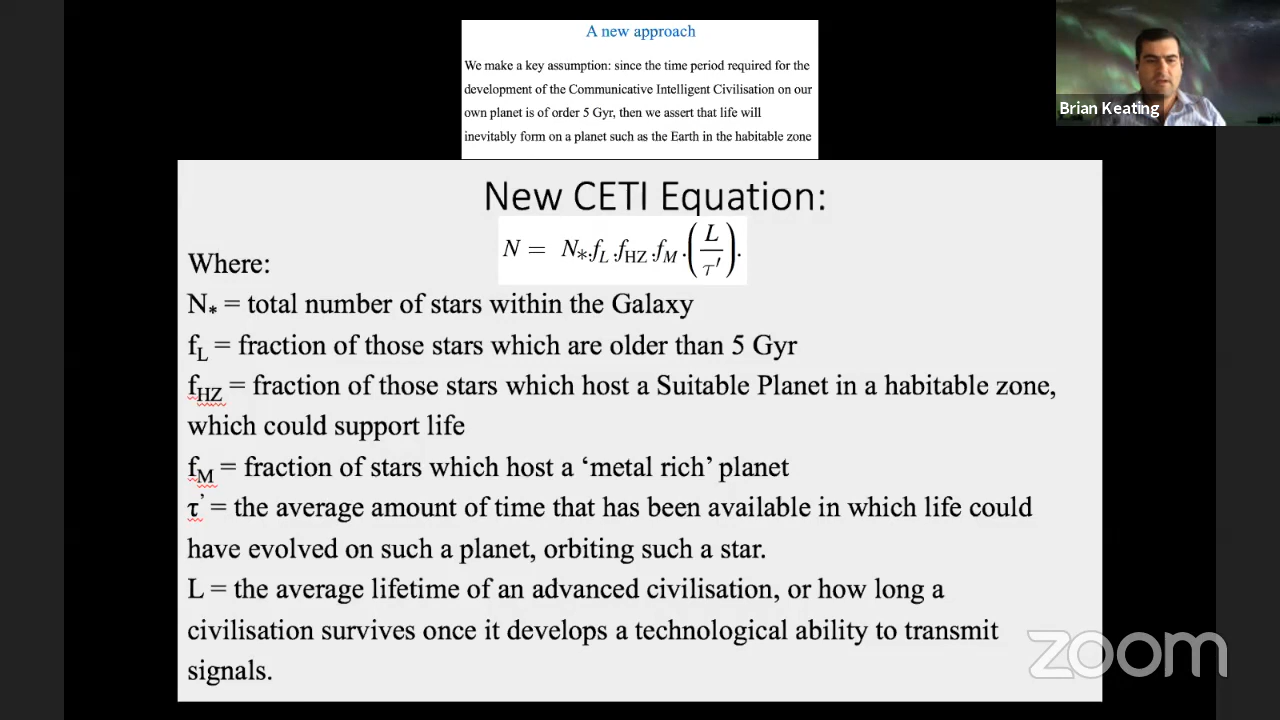 A new approach
We make a key assumption: since the time period required for the
development of the Communicative Intelligent Civilisation on our
own planet is of order 5 Gyr, then we assert that life will
inevitably form on a planet such as the Earth in the habitable zone
Brian Keating
New CETI Equation:
N = N*.fL.fHZ.fM.(L/τ′).
Where:
N* = total number of stars within the Galaxy
fL = fraction of those stars which are older than 5 Gyr
fHZ = fraction of those stars which host a Suitable Planet in a habitable zone,
which could support life
fM = fraction of stars which host a ‘metal rich’ planet
τ’ = the average amount of time that has been available in which life could
have evolved on such a planet, orbiting such a star.
L = the average lifetime of an advanced civilisation, or how long a
civilisation survives once it develops a technological ability to transmit
signals.
zoom